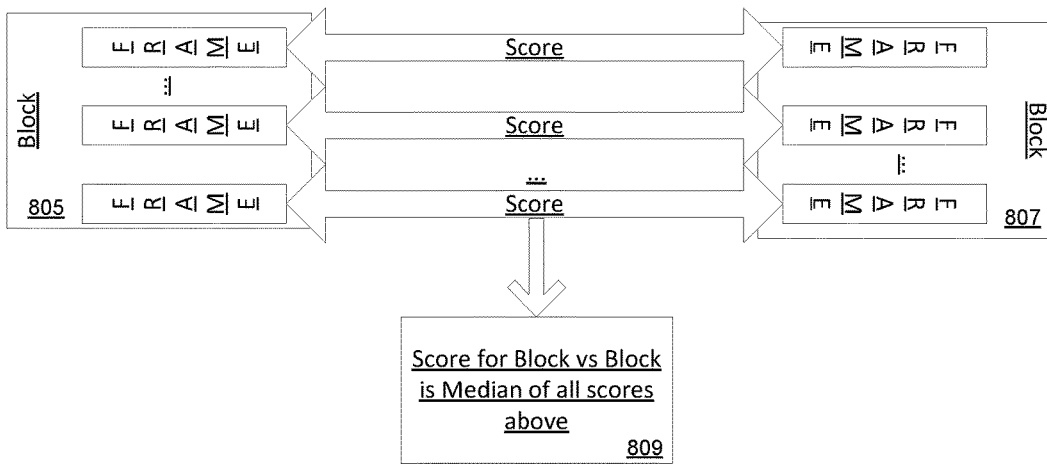 FRAME
Score
FRAME
...
...
Block
FRAME
Score
FRAME
Block
...
...
805
FRAME
Score
FRAME
807
Score for Block vs Block
is Median of all scores
above
809